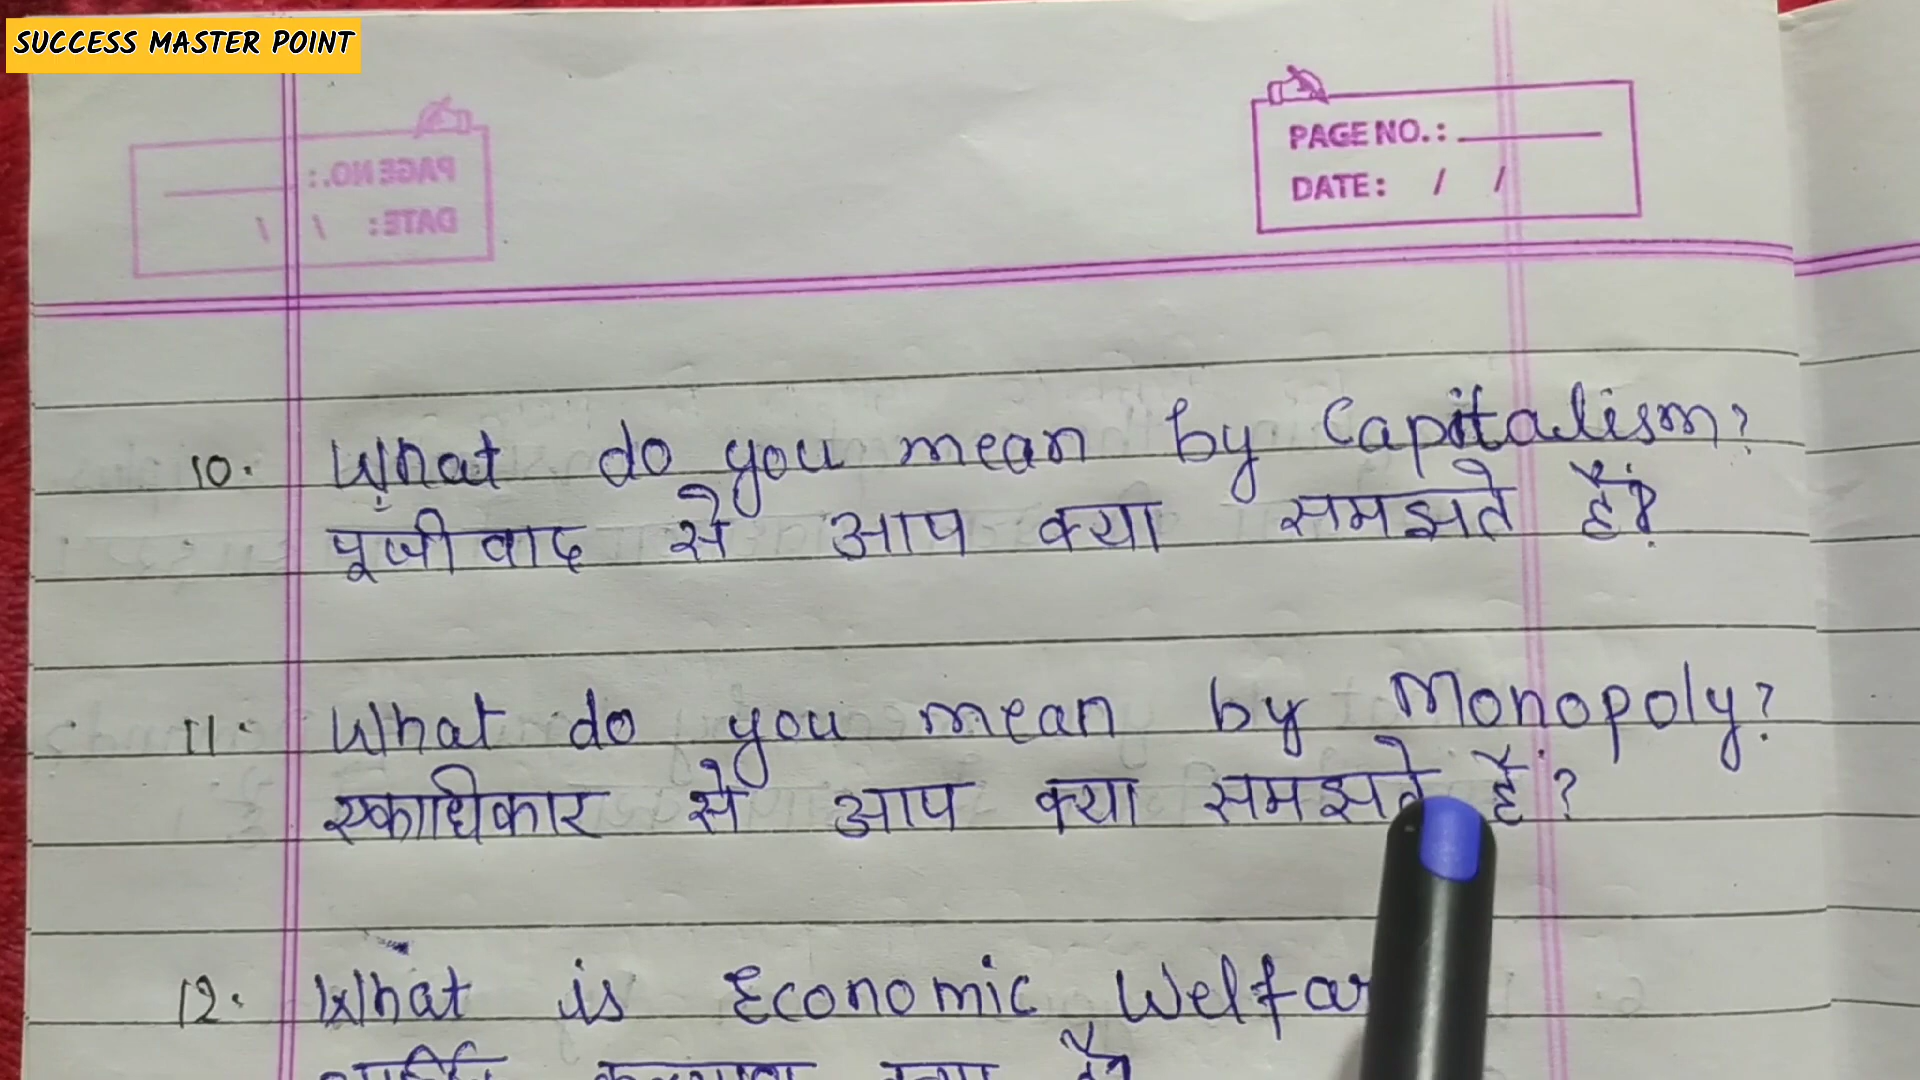 SUCCESS MASTER POINT
PAGE NO.:
DATE: / /
10. What do you mean by Capitalism?
पूंजीवाद से आप क्या समझते हैं?
11. What do you mean by Monopoly?
एकाधिकार से आप क्या समझते हैं?
12. What is Economic
क्या है?